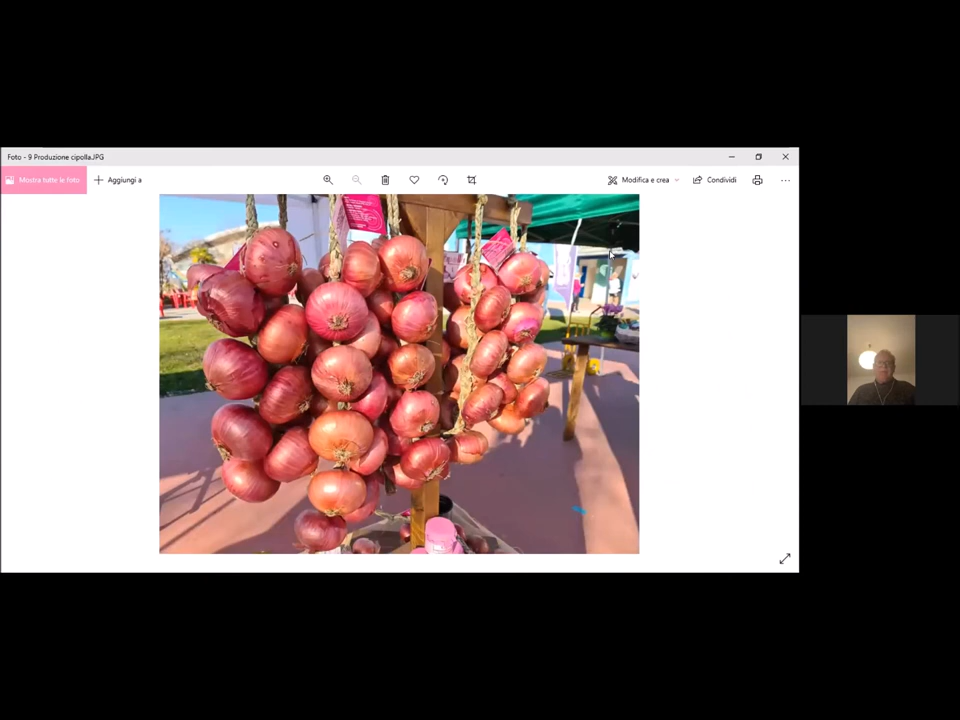 Foto - 9 Produzione cipolla.JPG
Mostra tutte le foto
Aggiungi a
Modifica e crea
Condividi